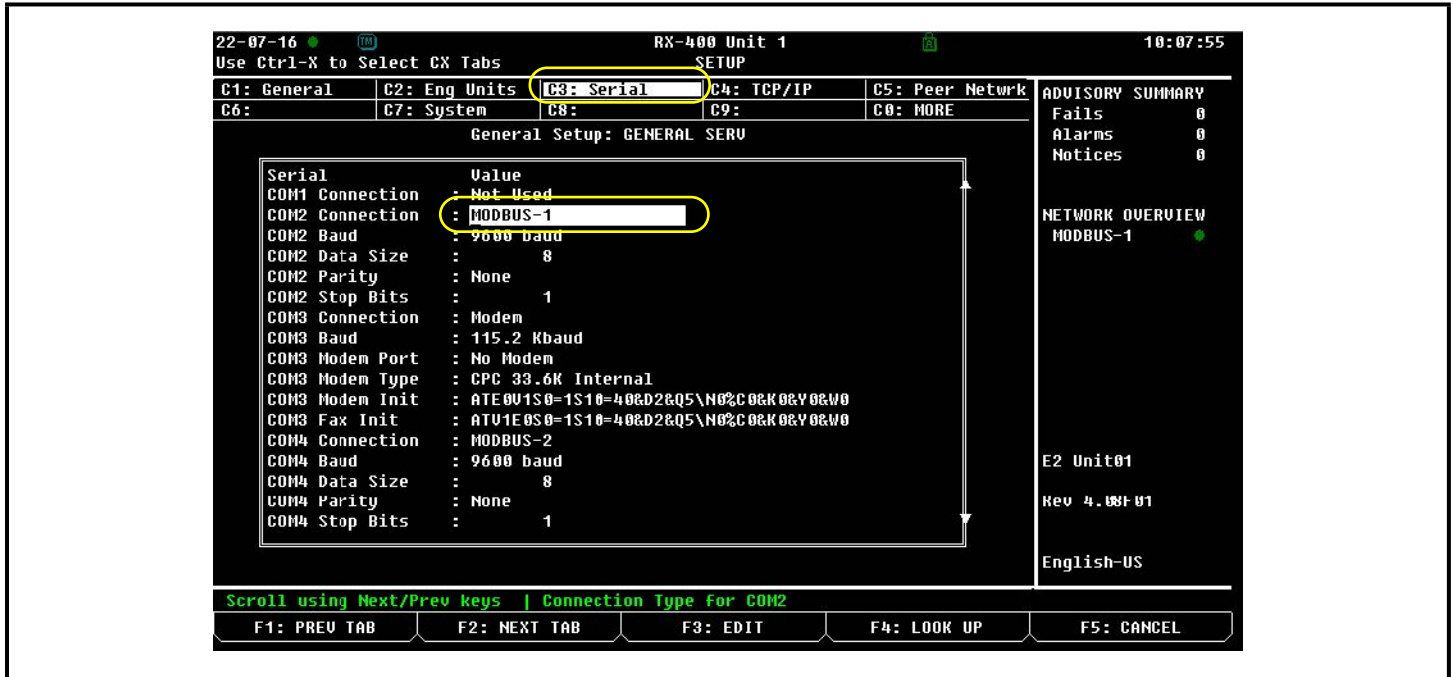 22-07-16 TM RX-400 Unit 1 A 10:07:55
Use Ctrl-X to Select CX Tabs SETUP
C1: General C2: Eng Units C3: Serial C4: TCP/IP C5: Peer Netwrk
C6: C7: System C8: C9: C0: MORE
General Setup: GENERAL SERV
Serial Value
COM1 Connection : Not Used
COM2 Connection : MODBUS-1
COM2 Baud : 9600 baud
COM2 Data Size : 8
COM2 Parity : None
COM2 Stop Bits : 1
COM3 Connection : Modem
COM3 Baud : 115.2 Kbaud
COM3 Modem Port : No Modem
COM3 Modem Type : CPC 33.6K Internal
COM3 Modem Init : ATE0V1S0=1S10=40&D2&Q5\N0%C0&K0&Y0&W0
COM3 Fax Init : ATV1E0S0=1S10=40&D2&Q5\N0%C0&K0&Y0&W0
COM4 Connection : MODBUS-2
COM4 Baud : 9600 baud
COM4 Data Size : 8
COM4 Parity : None
COM4 Stop Bits : 1
ADVISORY SUMMARY
Fails 0
Alarms 0
Notices 0
NETWORK OVERVIEW
MODBUS-1
E2 Unit01
Rev
English-US
Scroll using Next/Prev keys | Connection Type for COM2
F1: PREV TAB F2: NEXT TAB F3: EDIT F4: LOOK UP F5: CANCEL